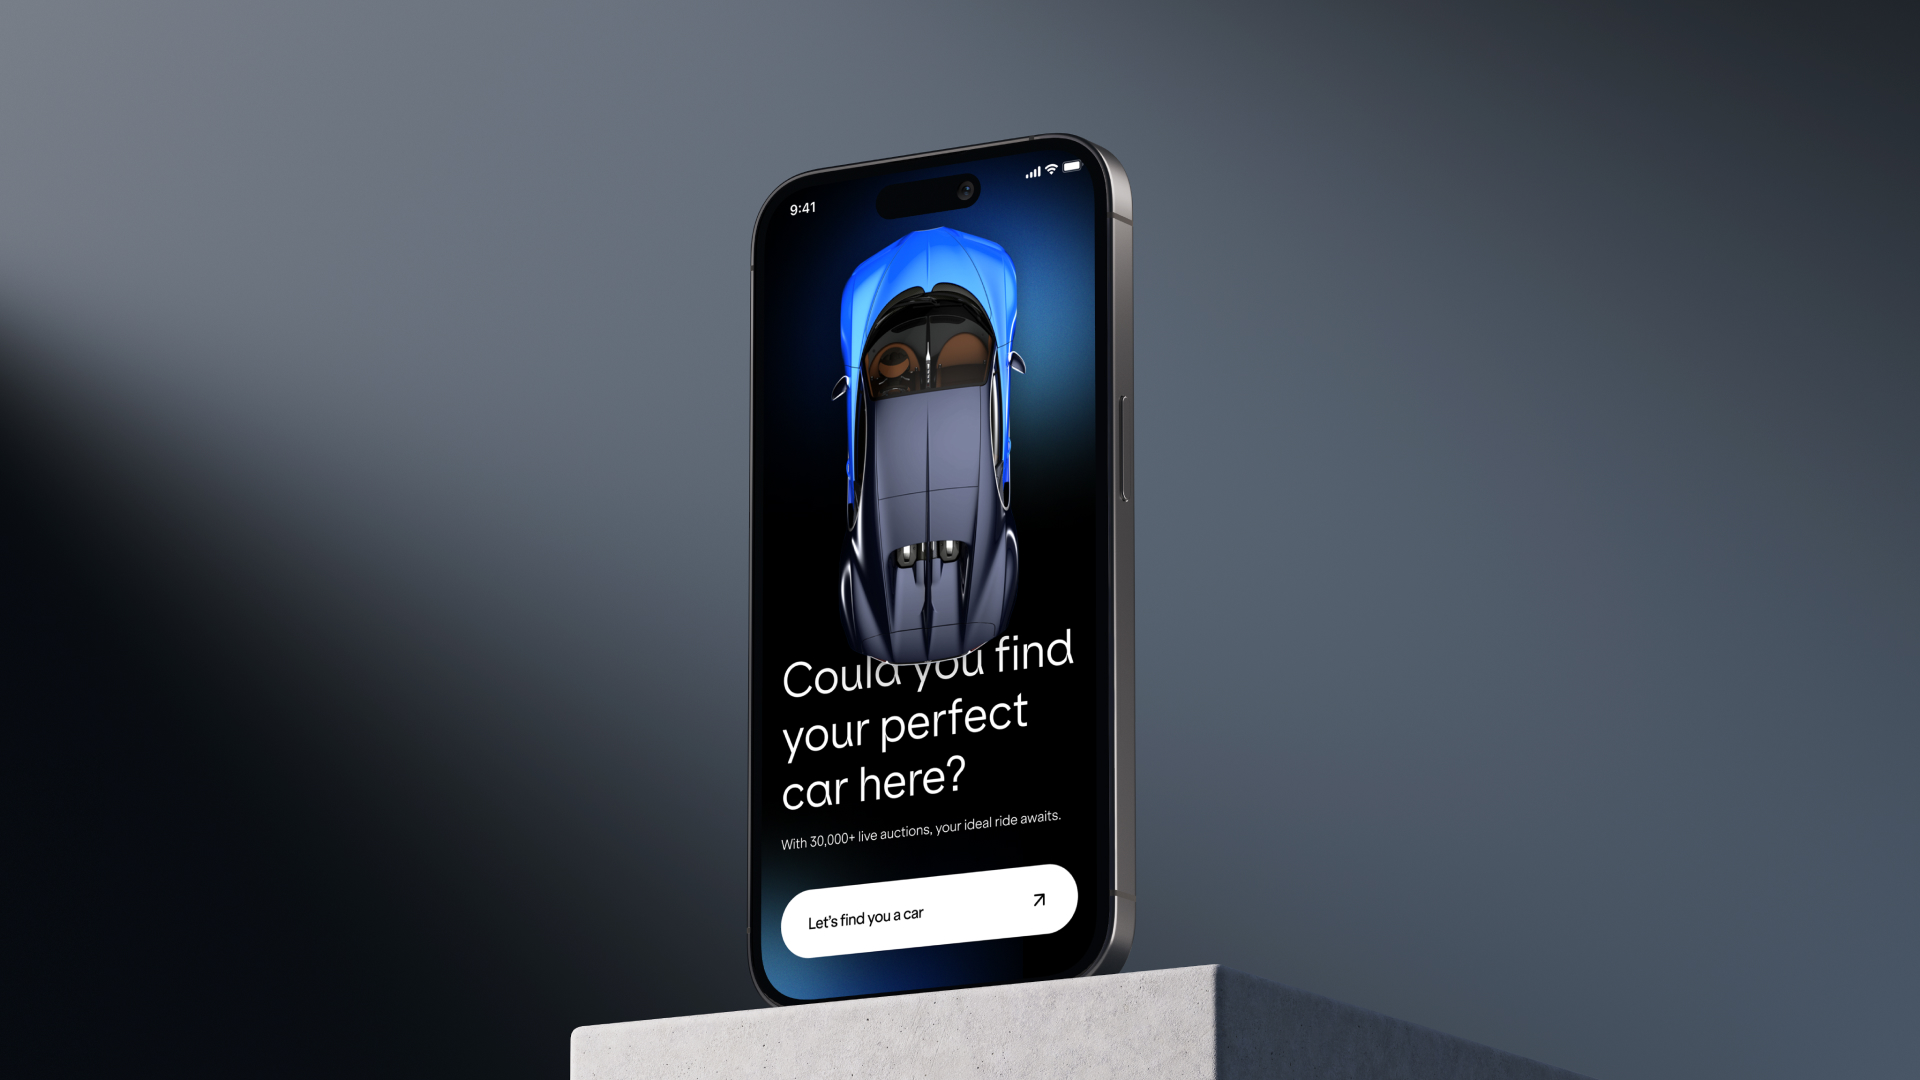 9:41
Could you find
your perfect
car here?
With 30,000+ live auctions, your ideal ride awaits.
Let's find you a car